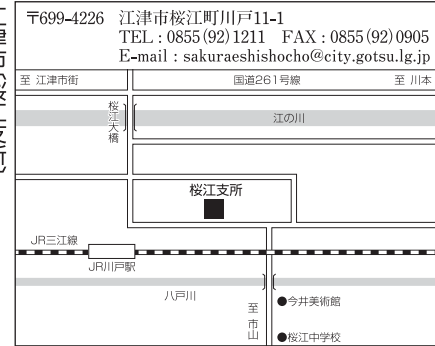 〒699-4226 江津市桜江町川戸11-1
TEL：0855(92)1211 FAX：0855(92)0905
E-mail：sakuraeshishocho@city.gotsu.lg.jp
至 江津市街
国道261号線
至 川本
桜江大橋
江の川
桜江支所
JR三江線
JR川戸駅
八戸川
至 市山
●今井美術館
●桜江中学校